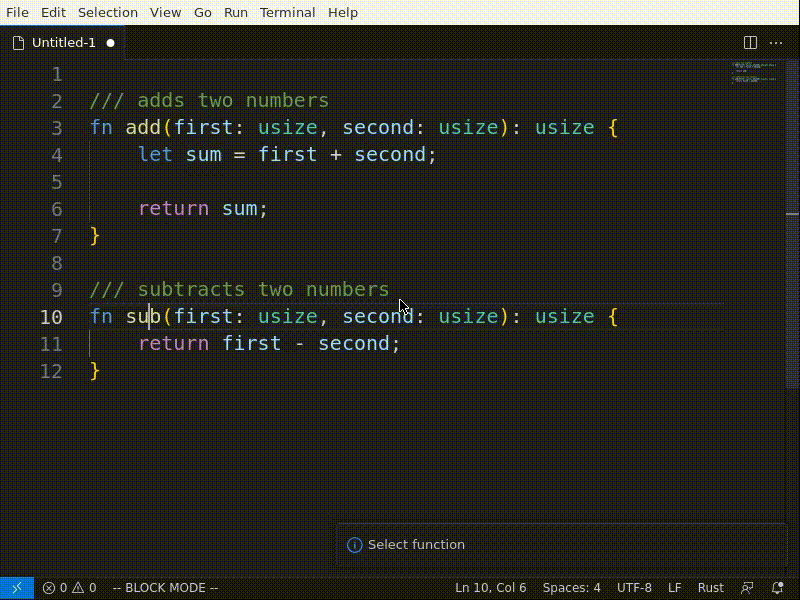 File Edit Selection View Go Run Terminal Help
Untitled-1
1
2 /// adds two numbers
3 fn add(first: usize, second: usize): usize {
4     let sum = first + second;
5
6     return sum;
7 }
8
9 /// subtracts two numbers
10 fn sub(first: usize, second: usize): usize {
11     return first - second;
12 }
Select function
0 0 -- BLOCK MODE -- Ln 10, Col 6 Spaces: 4 UTF-8 LF Rust